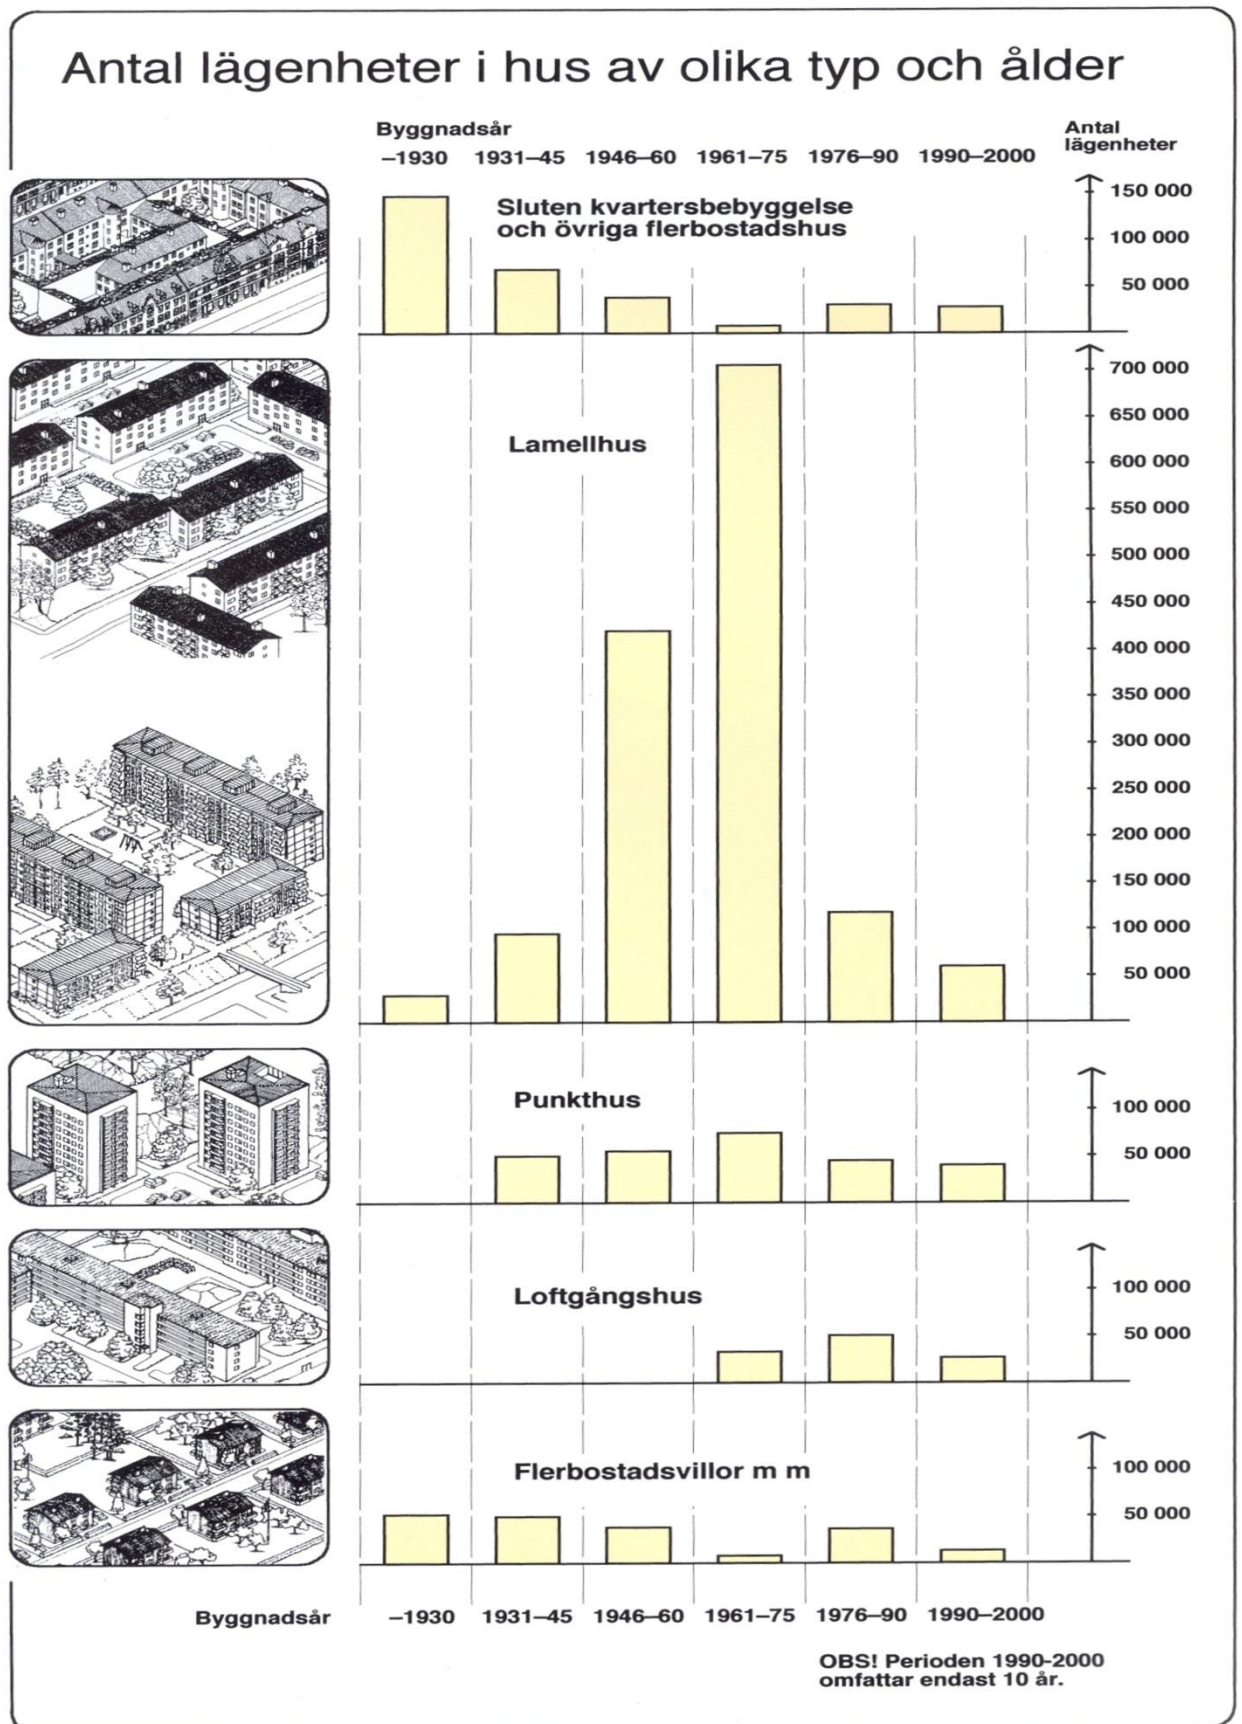 Antal lägenheter i hus av olika typ och ålder
Byggnadsår
–1930 1931–45 1946–60 1961–75 1976–90 1990–2000
Antal
lägenheter
Sluten kvartersbebyggelse
och övriga flerbostadshus
150 000
100 000
50 000
Lamellhus
700 000
650 000
600 000
550 000
500 000
450 000
400 000
350 000
300 000
250 000
200 000
150 000
100 000
50 000
Punkthus
100 000
50 000
Loftgångshus
100 000
50 000
Flerbostadsvillor m m
100 000
50 000
Byggnadsår –1930 1931–45 1946–60 1961–75 1976–90 1990–2000
OBS! Perioden 1990-2000
omfattar endast 10 år.